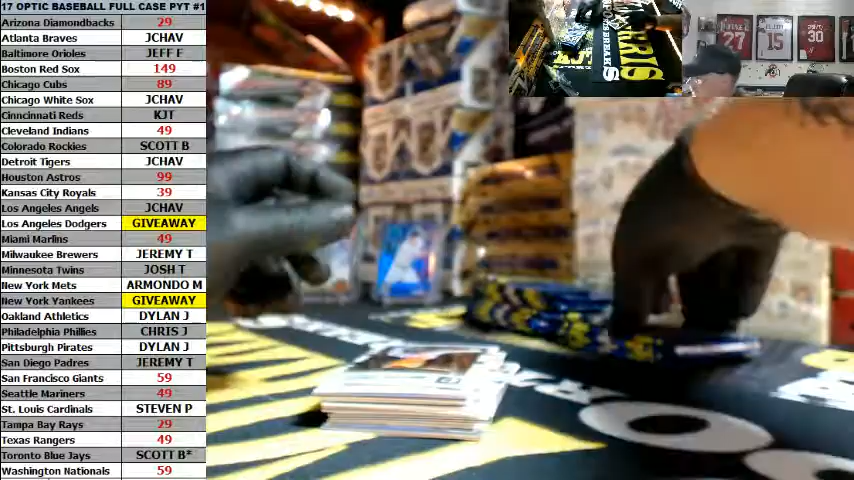 17 OPTIC BASEBALL FULL CASE PYT #1
Arizona Diamondbacks 29
Atlanta Braves JCHAV
Baltimore Orioles JEFF F
Boston Red Sox 149
Chicago Cubs 89
Chicago White Sox JCHAV
Cinncinati Reds KJT
Cleveland Indians 49
Colorado Rockies SCOTT B
Detroit Tigers JCHAV
Houston Astros 99
Kansas City Royals 39
Los Angeles Angels JCHAV
Los Angeles Dodgers GIVEAWAY
Miami Marlins 49
Milwaukee Brewers JEREMY T
Minnesota Twins JOSH T
New York Mets ARMONDO M
New York Yankees GIVEAWAY
Oakland Athletics DYLAN J
Philadelphia Phillies CHRIS J
Pittsburgh Pirates DYLAN J
San Diego Padres JEREMY T
San Francisco Giants 59
Seattle Mariners 49
St. Louis Cardinals STEVEN P
Tampa Bay Rays 29
Texas Rangers 49
Toronto Blue Jays SCOTT B*
Washington Nationals 59
27
15
30